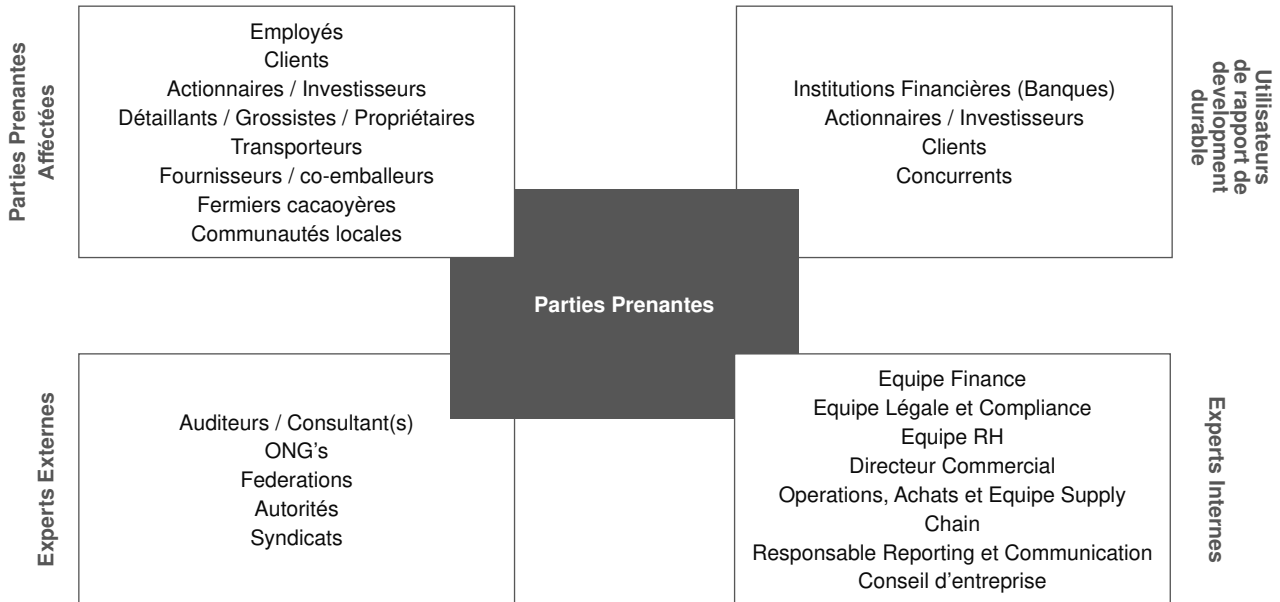 Parties Prenantes
Afféctées
Employés
Clients
Actionnaires / Investisseurs
Détaillants / Grossistes / Propriétaires
Transporteurs
Fournisseurs / co-emballeurs
Fermiers cacaoyères
Communautés locales
Institutions Financières (Banques)
Actionnaires / Investisseurs
Clients
Concurrents
Utilisateurs
de rapport de
development
durable
Parties Prenantes
Experts Externes
Auditeurs / Consultant(s)
ONG's
Federations
Autorités
Syndicats
Equipe Finance
Equipe Légale et Compliance
Equipe RH
Directeur Commercial
Operations, Achats et Equipe Supply
Chain
Responsable Reporting et Communication
Conseil d'entreprise
Experts Internes